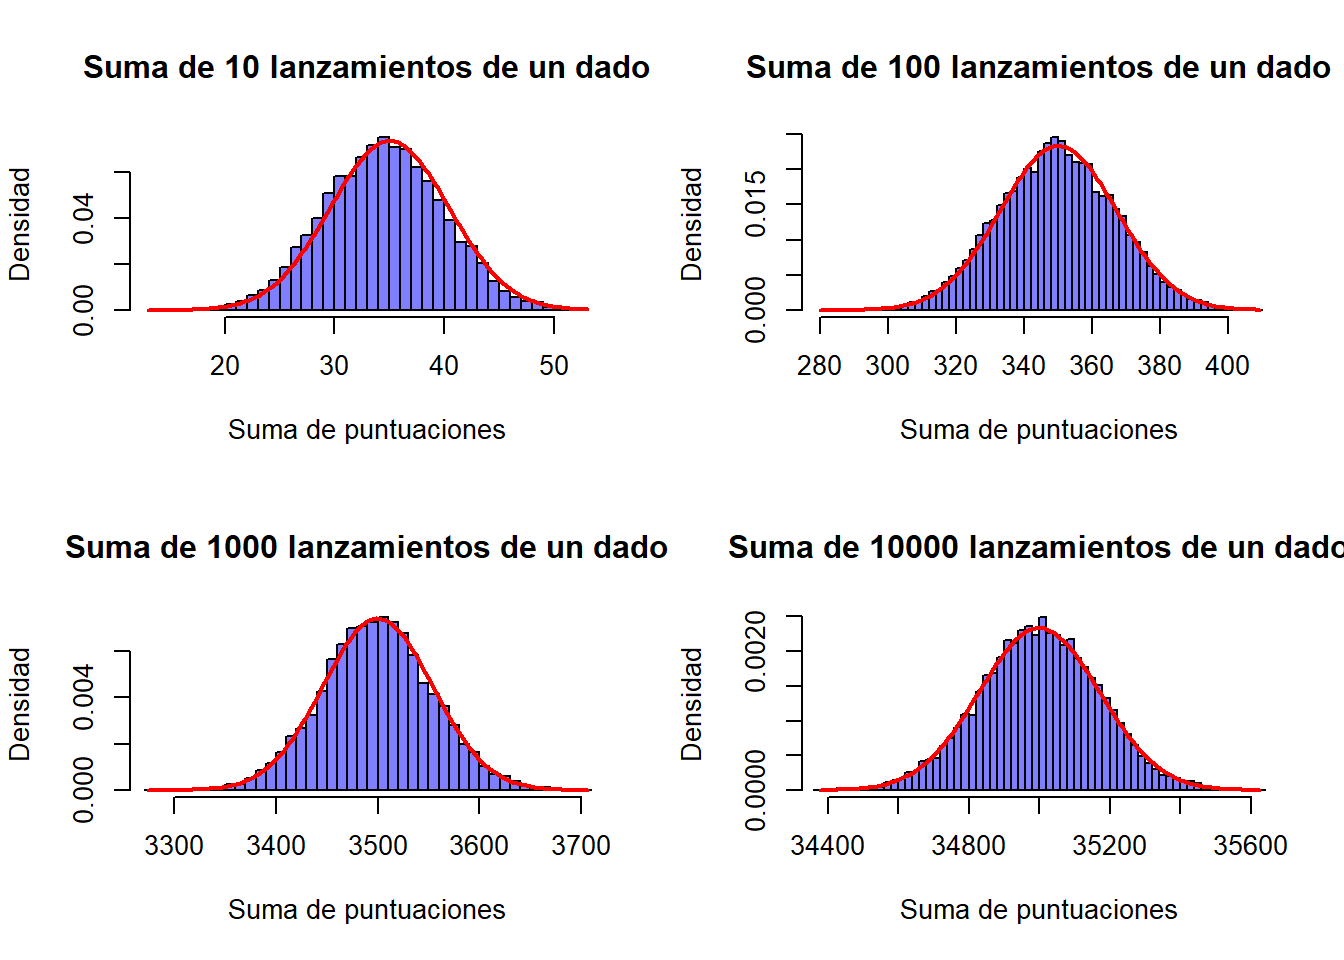 Suma de 10 lanzamientos de un dado
Densidad
0.00 0.04
20 30 40 50
Suma de puntuaciones
Suma de 100 lanzamientos de un dado
Densidad
0.000 0.015
280 300 320 340 360 380 400
Suma de puntuaciones
Suma de 1000 lanzamientos de un dado
Densidad
0.000 0.004
3300 3400 3500 3600 3700
Suma de puntuaciones
Suma de 10000 lanzamientos de un dado
Densidad
0.0000 0.0020
34400 34800 35200 35600
Suma de puntuaciones